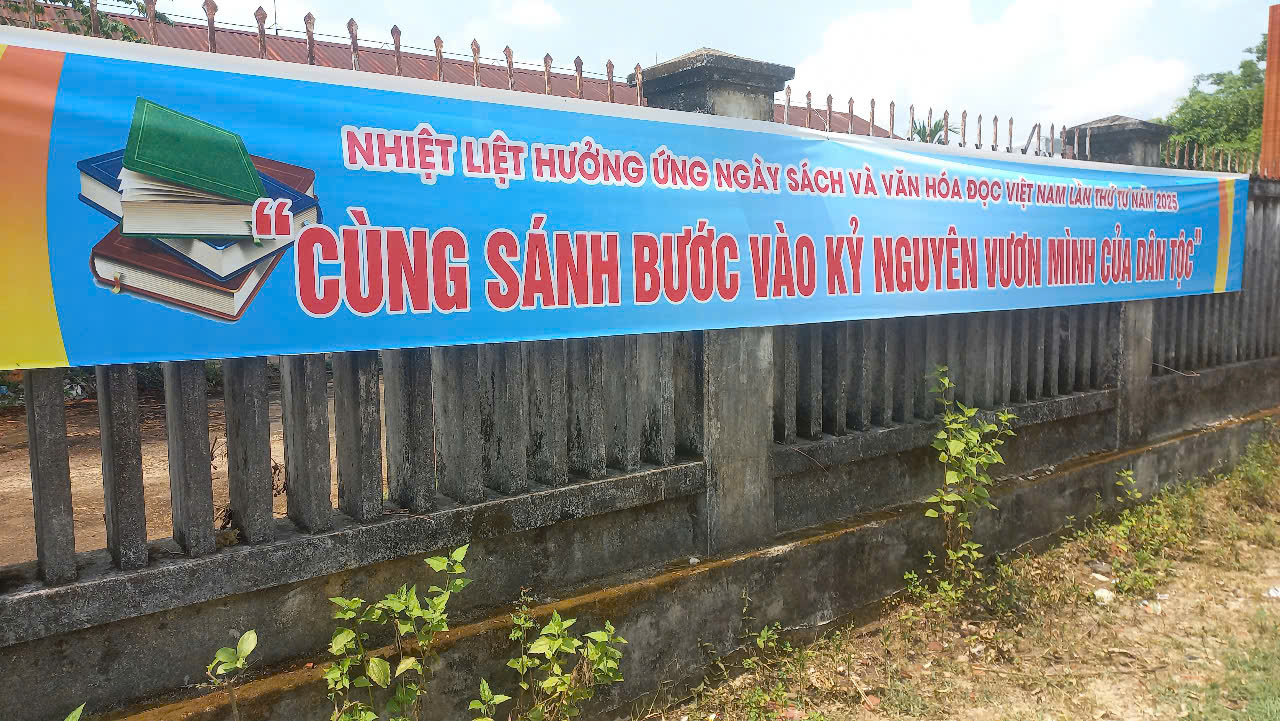 NHIỆT LIỆT HƯỞNG ỨNG NGÀY SÁCH VÀ VĂN HÓA ĐỌC VIỆT NAM LẦN THỨ TƯ NĂM 2025
“CÙNG SÁNH BƯỚC VÀO KỶ NGUYÊN VƯƠN MÌNH CỦA DÂN TỘC”